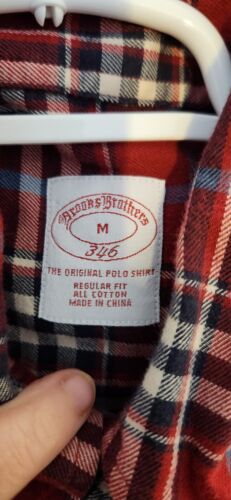 Brooks Brothers
M
346
THE ORIGINAL POLO SHIRT
REGULAR FIT
ALL COTTON
MADE IN CHINA